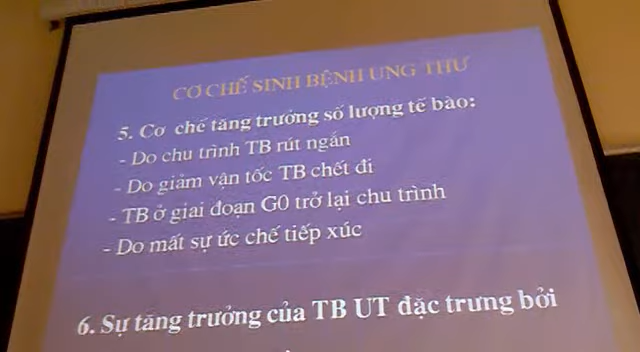 CƠ CHẾ SINH BỆNH UNG THƯ
5. Cơ chế tăng trưởng số lượng tế bào:
- Do chu trình TB rút ngắn
- Do giảm vận tốc TB chết đi
- TB ở giai đoạn G0 trở lại chu trình
- Do mất sự ức chế tiếp xúc
6. Sự tăng trưởng của TB UT đặc trưng bởi